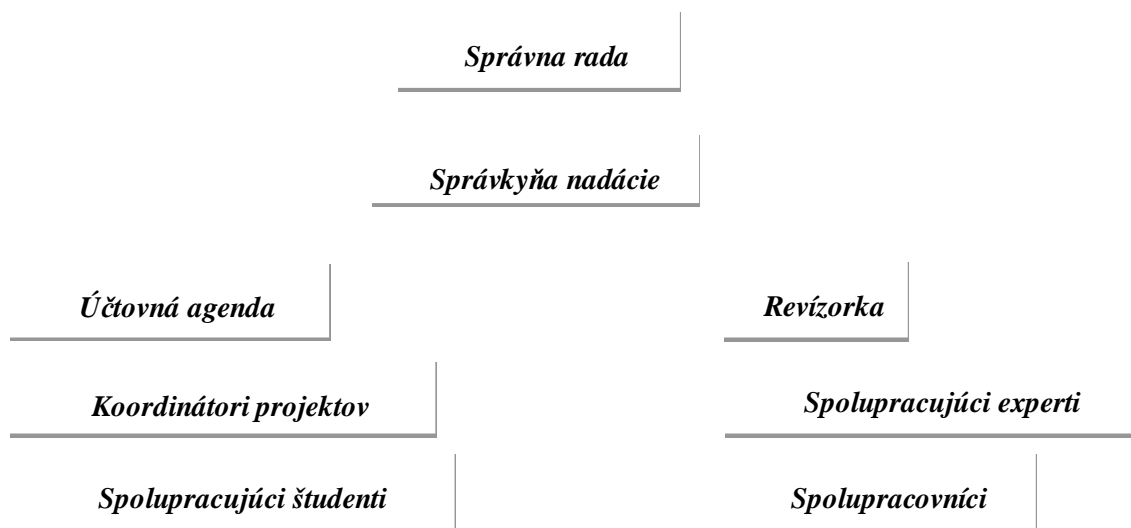 Správna rada
Správkyňa nadácie
Účtovná agenda
Revízorka
Koordinátori projektov
Spolupracujúci experti
Spolupracujúci študenti
Spolupracovníci